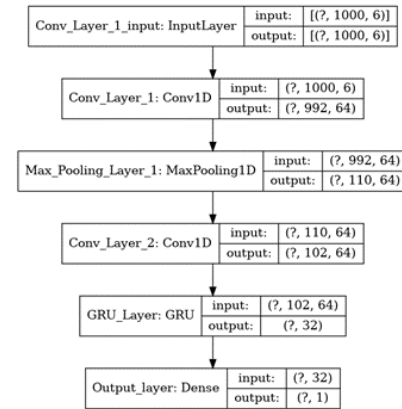 Conv_Layer_1_input: InputLayer
input: [(?, 1000, 6)]
output: [(?, 1000, 6)]
Conv_Layer_1: Conv1D
input: (?, 1000, 6)
output: (?, 992, 64)
Max_Pooling_Layer_1: MaxPooling1D
input: (?, 992, 64)
output: (?, 110, 64)
Conv_Layer_2: Conv1D
input: (?, 110, 64)
output: (?, 102, 64)
GRU_Layer: GRU
input: (?, 102, 64)
output: (?, 32)
Output_layer: Dense
input: (?, 32)
output: (?, 1)